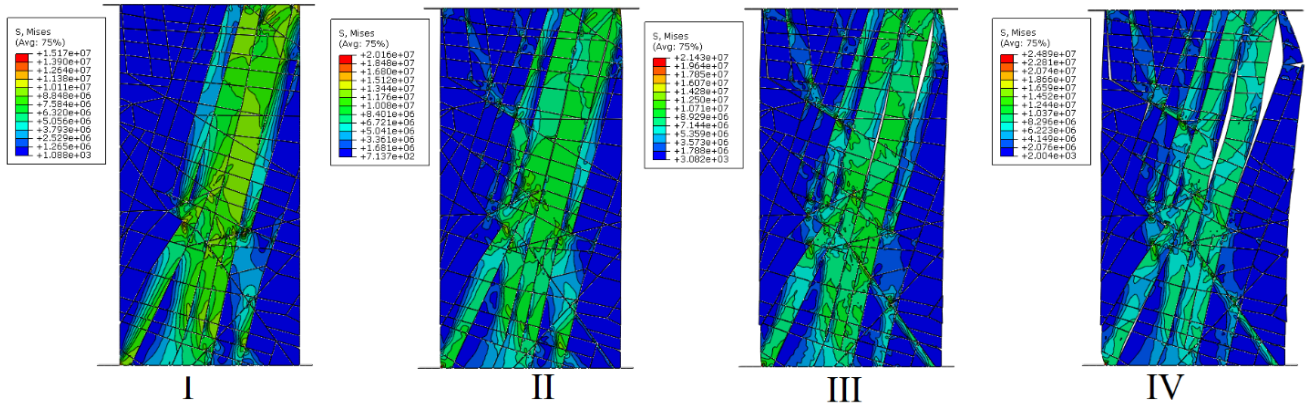 S, Mises
(Avg: 75%)
+1.517e+07
+1.390e+07
+1.264e+07
+1.138e+07
+1.011e+07
+8.848e+06
+7.584e+06
+6.320e+06
+5.056e+06
+3.793e+06
+2.529e+06
+1.265e+06
+1.088e+03
I
S, Mises
(Avg: 75%)
+2.016e+07
+1.848e+07
+1.680e+07
+1.512e+07
+1.344e+07
+1.176e+07
+1.008e+07
+8.401e+06
+6.721e+06
+5.041e+06
+3.361e+06
+1.681e+06
+7.137e+02
II
S, Mises
(Avg: 75%)
+2.143e+07
+1.964e+07
+1.785e+07
+1.607e+07
+1.428e+07
+1.250e+07
+1.071e+07
+8.929e+06
+7.144e+06
+5.359e+06
+3.573e+06
+1.788e+06
+3.082e+03
III
S, Mises
(Avg: 75%)
+2.489e+07
+2.281e+07
+2.074e+07
+1.866e+07
+1.659e+07
+1.452e+07
+1.244e+07
+1.037e+07
+8.296e+06
+6.223e+06
+4.149e+06
+2.076e+06
+2.004e+03
IV